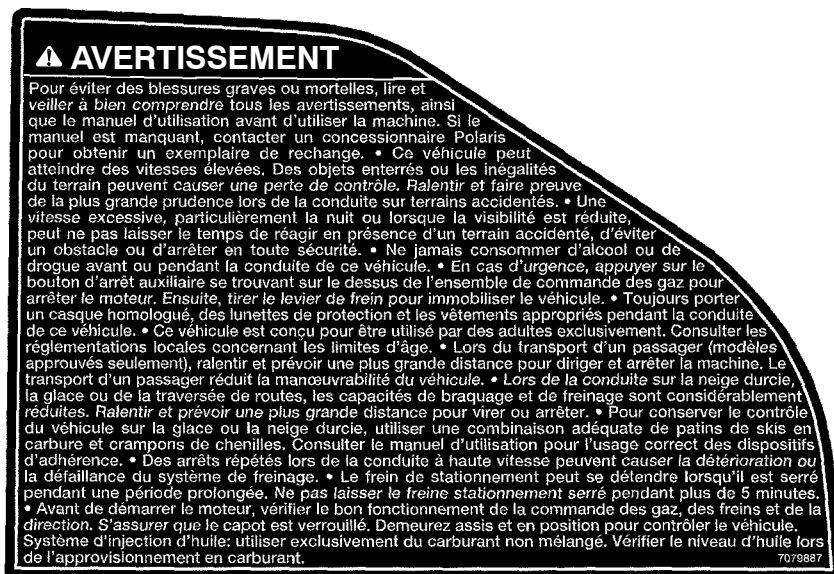 ⚠ AVERTISSEMENT
Pour éviter des blessures graves ou mortelles, lire et
veiller à bien comprendre tous les avertissements, ainsi
que le manuel d'utilisation avant d'utiliser la machine. Si le
manuel est manquant, contacter un concessionnaire Polaris
pour obtenir un exemplaire de rechange. • Ce véhicule peut
atteindre des vitesses élevées. Des objets enterrés ou les inégalités
du terrain peuvent causer une perte de contrôle. Ralentir et faire preuve
de la plus grande prudence lors de la conduite sur terrains accidentés. • Une
vitesse excessive, particulièrement la nuit ou lorsque la visibilité est réduite,
peut ne pas laisser le temps de réagir en présence d'un terrain accidenté, d'éviter
un obstacle ou d'arrêter en toute sécurité. • Ne jamais consommer d'alcool ou de
drogue avant ou pendant la conduite de ce véhicule. • En cas d'urgence, appuyer sur le
bouton d'arrêt auxiliaire se trouvant sur le dessus de l'ensemble de commande des gaz pour
arrêter le moteur. Ensuite, tirer le levier de frein pour immobiliser le véhicule. • Toujours porter
un casque homologué, des lunettes de protection et les vêtements appropriés pendant la conduite
de ce véhicule. • Ce véhicule est conçu pour être utilisé par des adultes exclusivement. Consulter les
réglementations locales concernant les limites d'âge. • Lors du transport d'un passager (modèles
approuvés seulement), ralentir et prévoir une plus grande distance pour diriger et arrêter la machine. Le
transport d'un passager réduit la manœuvrabilité du véhicule. • Lors de la conduite sur la neige durcie,
la glace ou de la traversée de routes, les capacités de braquage et de freinage sont considérablement
réduites. Ralentir et prévoir une plus grande distance pour virer ou arrêter. • Pour conserver le contrôle
du véhicule sur la glace ou la neige durcie, utiliser une combinaison adéquate de patins de skis en
carbure et crampons de chenilles. Consulter le manuel d'utilisation pour l'usage correct des dispositifs
d'adhérence. • Des arrêts répétés lors de la conduite à haute vitesse peuvent causer la détérioration ou
la défaillance du système de freinage. • Le frein de stationnement peut se détendre lorsqu'il est serré
pendant une période prolongée. Ne pas laisser le freine stationnement serré pendant plus de 5 minutes.
• Avant de démarrer le moteur, vérifier le bon fonctionnement de la commande des gaz, des freins et de la
direction. S'assurer que le capot est verrouillé. Demeurez assis et en position pour contrôler le véhicule.
Système d'injection d'huile: utiliser exclusivement du carburant non mélangé. Vérifier le niveau d'huile lors
de l'approvisionnement en carburant.
7079887